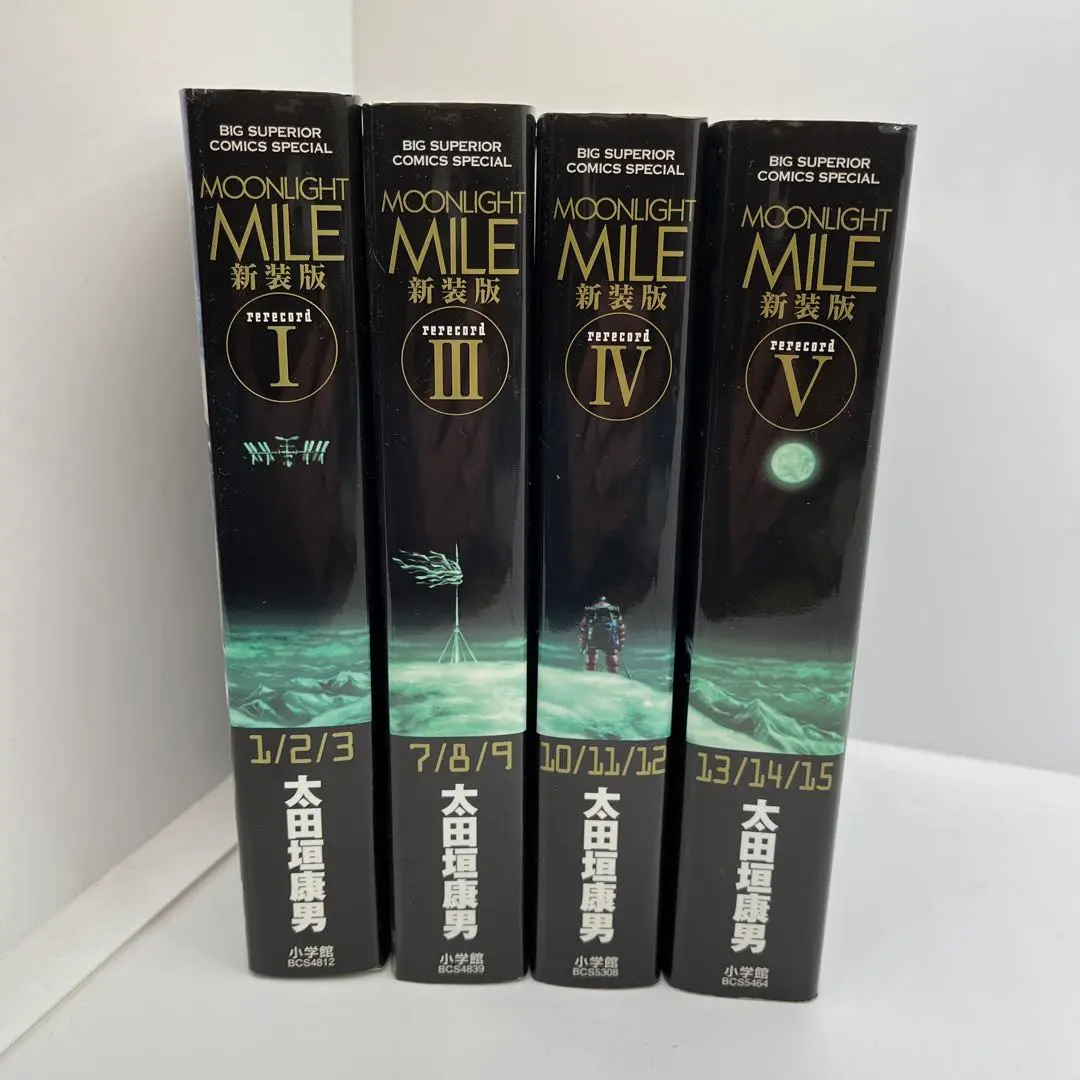 BIG SUPERIOR
COMICS SPECIAL
MOONLIGHT
MILE
新装版
rerecord
I
1/2/3
太田垣康男
小学館
BCS4812
BIG SUPERIOR
COMICS SPECIAL
MOONLIGHT
MILE
新装版
rerecord
III
7/8/9
太田垣康男
小学館
BCS4839
BIG SUPERIOR
COMICS SPECIAL
MOONLIGHT
MILE
新装版
rerecord
IV
10/11/12
太田垣康男
小学館
BCS5308
BIG SUPERIOR
COMICS SPECIAL
MOONLIGHT
MILE
新装版
rerecord
V
13/14/15
太田垣康男
小学館
BCS5464